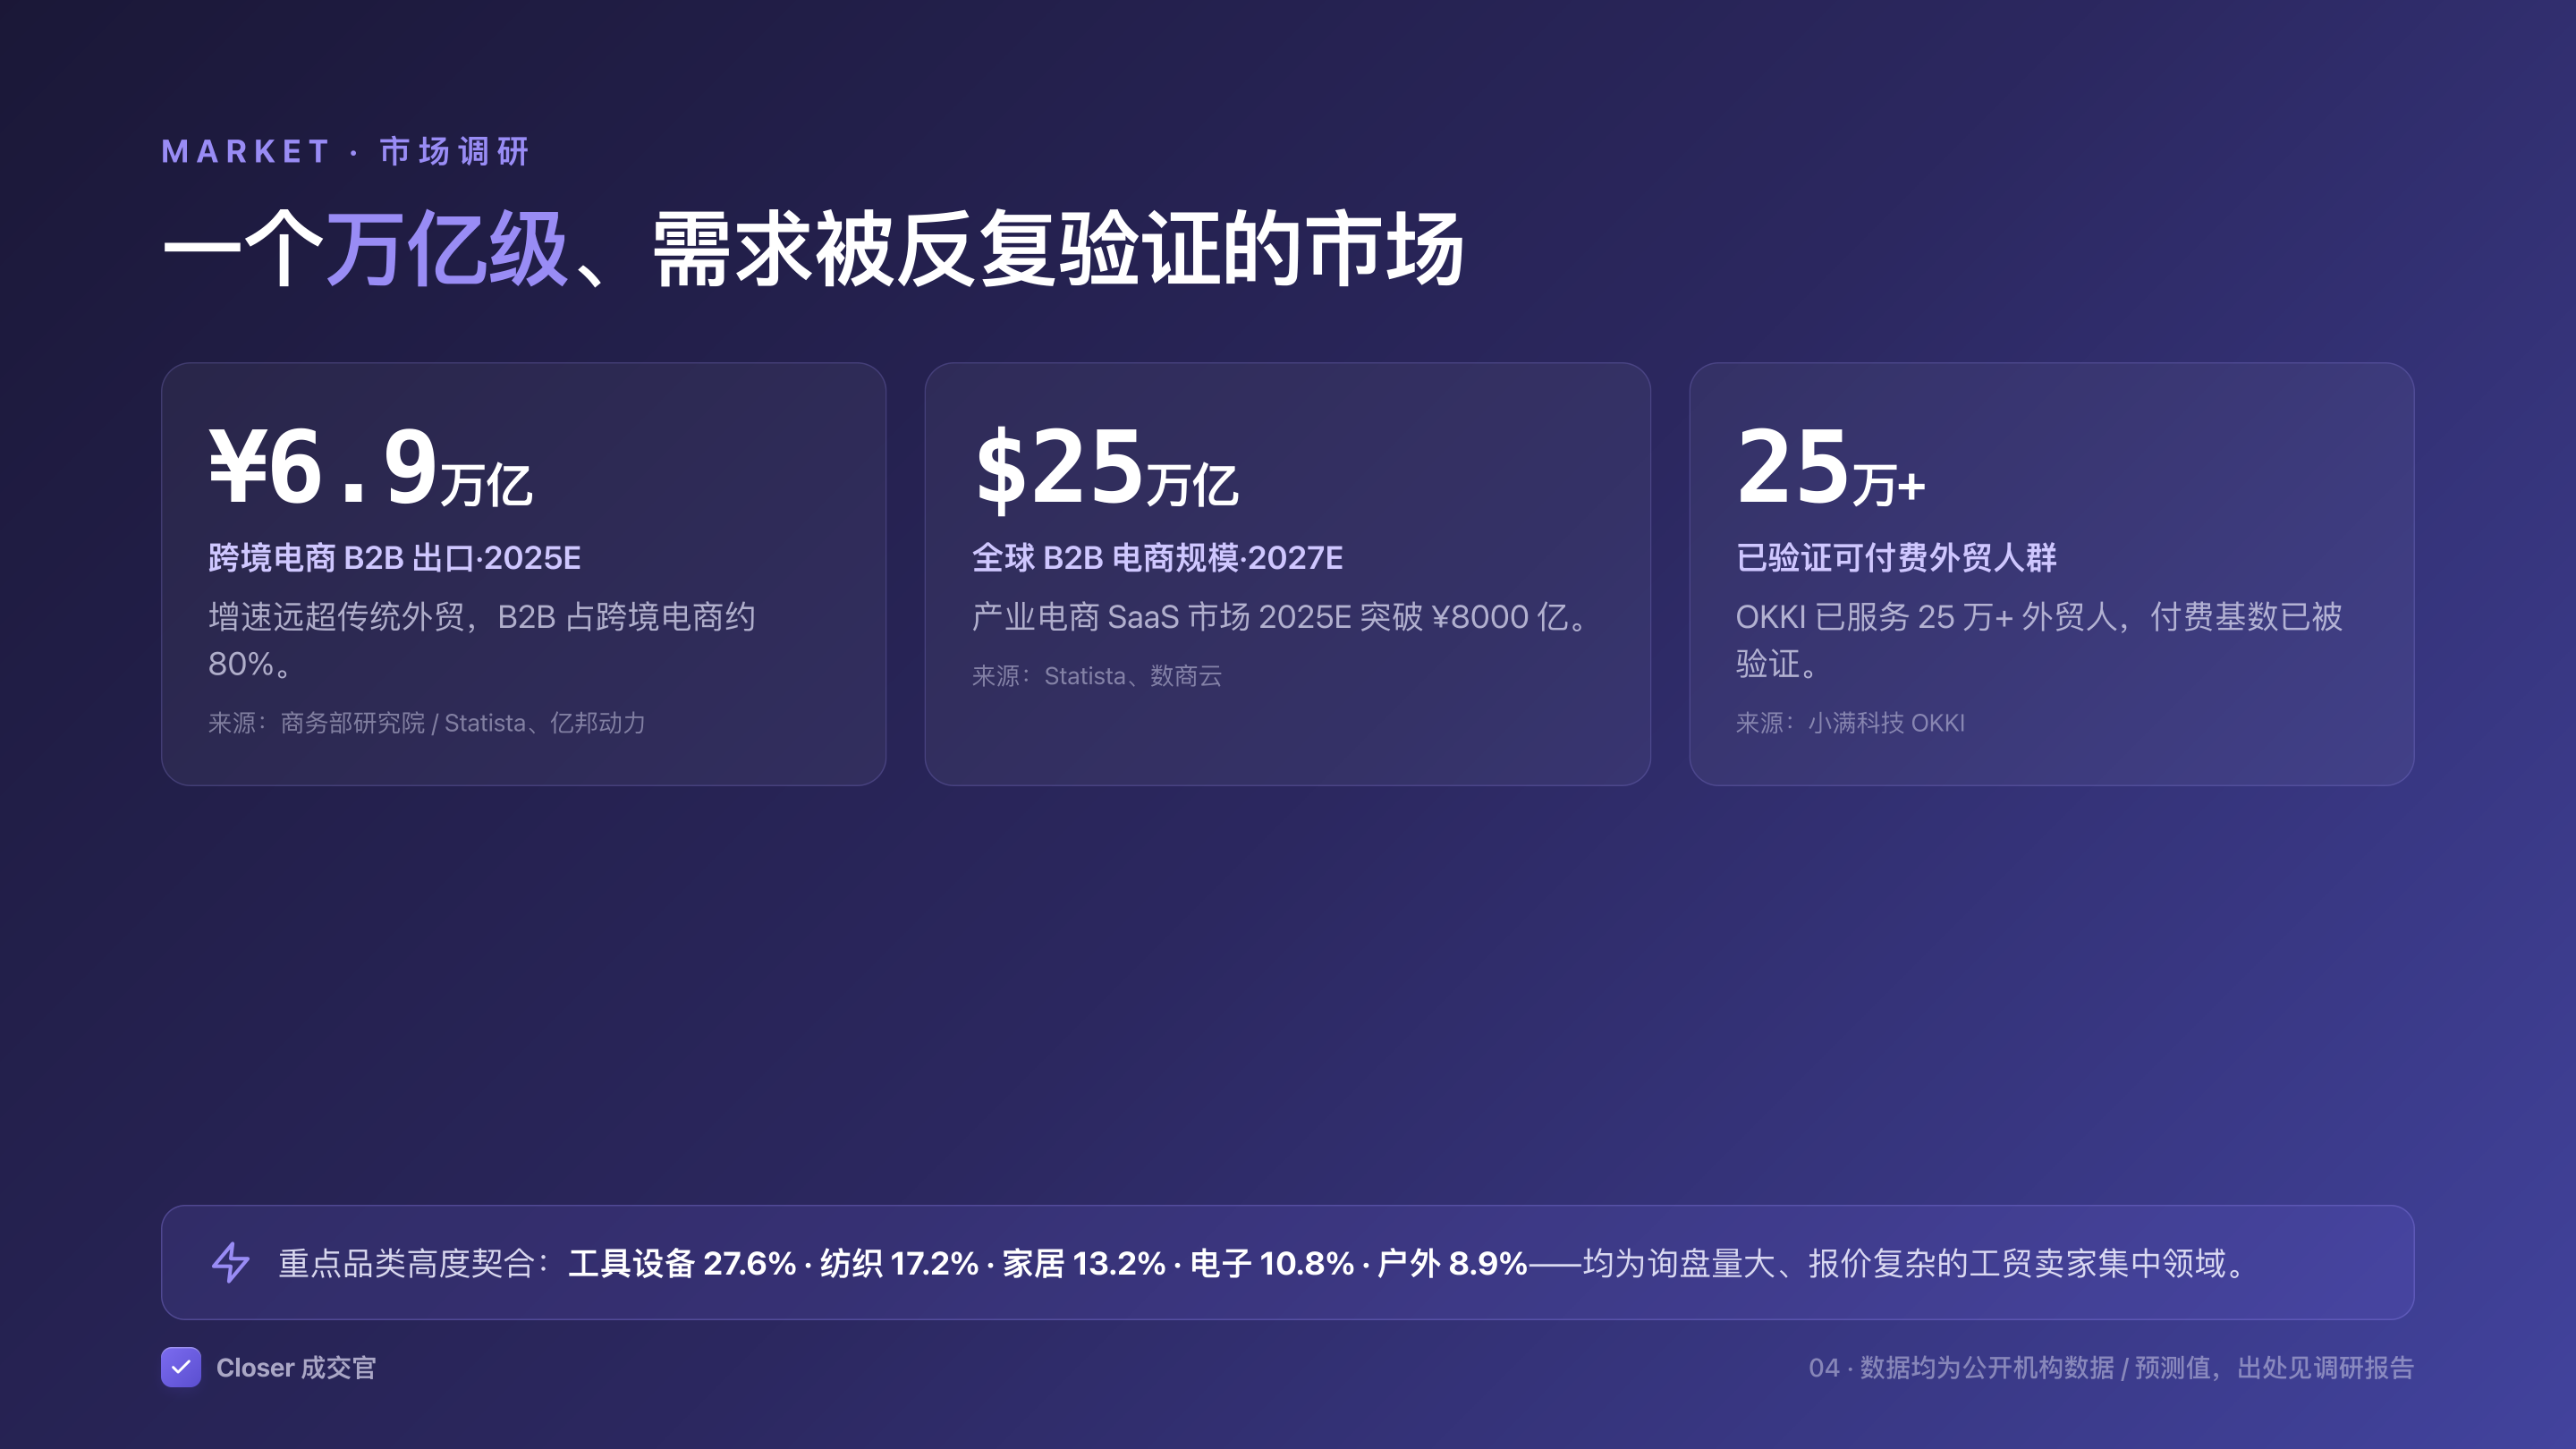 MARKET · 市场调研
一个万亿级、需求被反复验证的市场
¥6.9万亿
跨境电商 B2B 出口·2025E
增速远超传统外贸，B2B 占跨境电商约
80%。
来源：商务部研究院 / Statista、亿邦动力
$25万亿
全球 B2B 电商规模·2027E
产业电商 SaaS 市场 2025E 突破 ¥8000 亿。
来源：Statista、数商云
25万+
已验证可付费外贸人群
OKKI 已服务 25 万+ 外贸人，付费基数已被
验证。
来源：小满科技 OKKI
重点品类高度契合：工具设备 27.6% · 纺织 17.2% · 家居 13.2% · 电子 10.8% · 户外 8.9%——均为询盘量大、报价复杂的工贸卖家集中领域。
Closer 成交官
04 · 数据均为公开机构数据 / 预测值，出处见调研报告